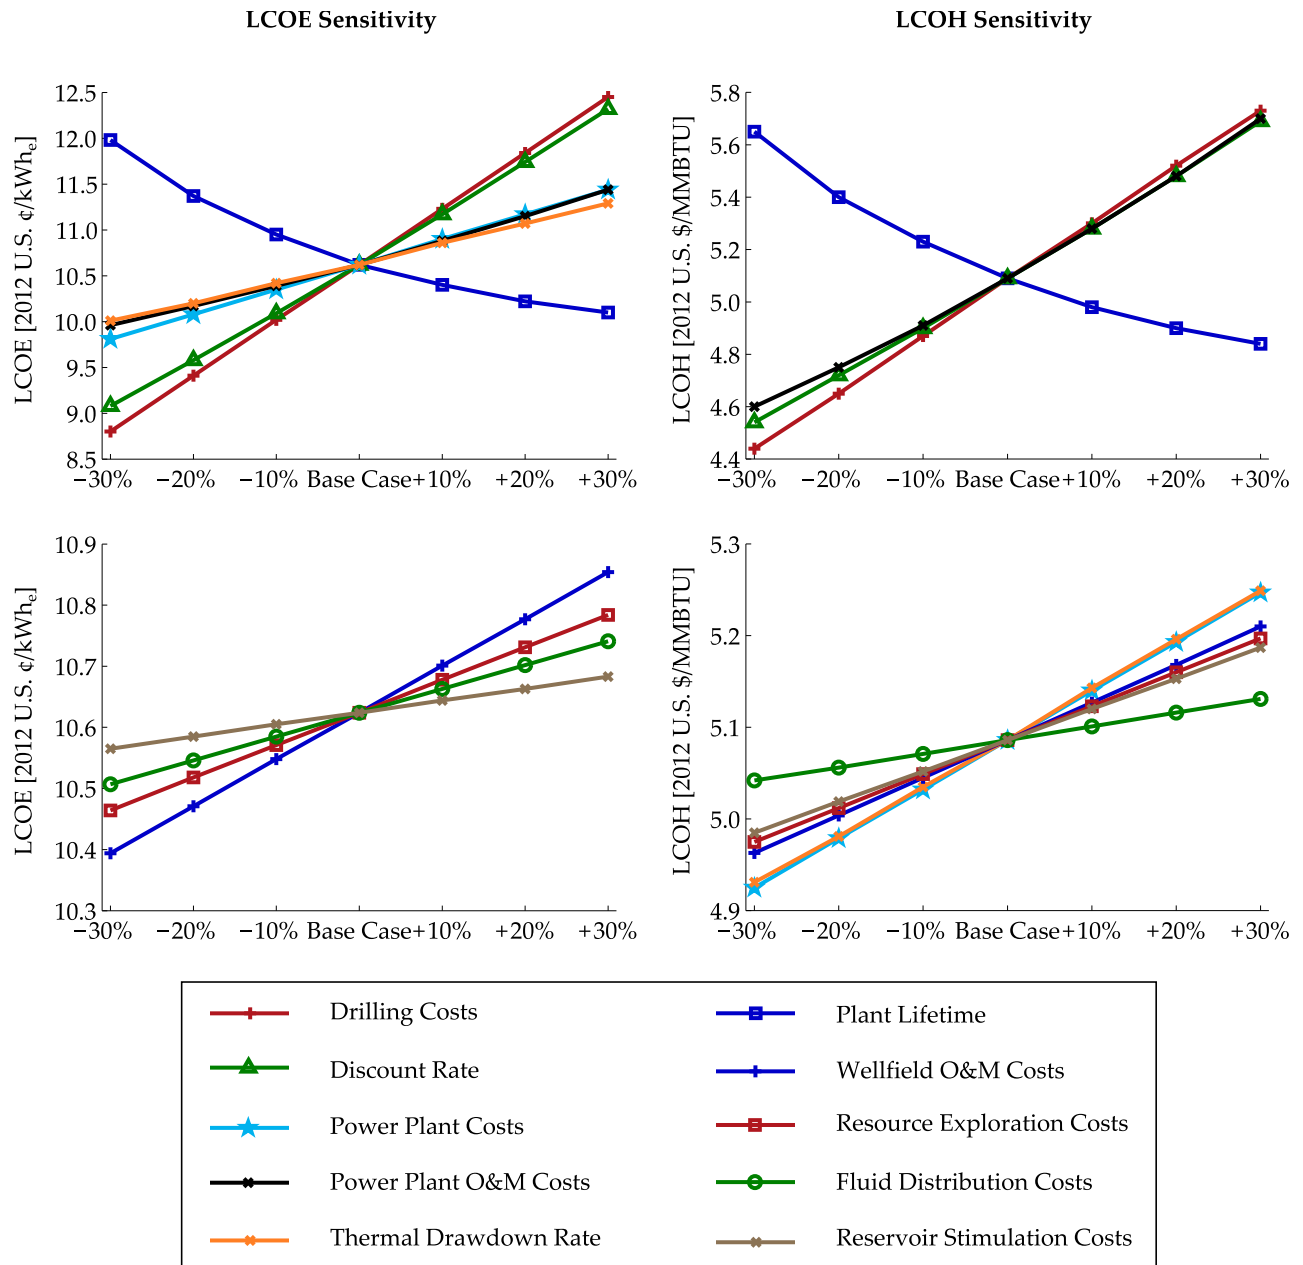 LCOE Sensitivity
LCOH Sensitivity
LCOE [2012 U.S. ¢/kWhₑ]
12.5
12.0
11.5
11.0
10.5
10.0
9.5
9.0
8.5
−30% −20% −10% Base Case +10% +20% +30%
LCOH [2012 U.S. $/MMBTU]
5.8
5.6
5.4
5.2
5.0
4.8
4.6
4.4
−30% −20% −10% Base Case +10% +20% +30%
LCOE [2012 U.S. ¢/kWhₑ]
10.9
10.8
10.7
10.6
10.5
10.4
10.3
−30% −20% −10% Base Case +10% +20% +30%
LCOH [2012 U.S. $/MMBTU]
5.3
5.2
5.1
5.0
4.9
−30% −20% −10% Base Case +10% +20% +30%
Drilling Costs
Discount Rate
Power Plant Costs
Power Plant O&M Costs
Thermal Drawdown Rate
Plant Lifetime
Wellfield O&M Costs
Resource Exploration Costs
Fluid Distribution Costs
Reservoir Stimulation Costs